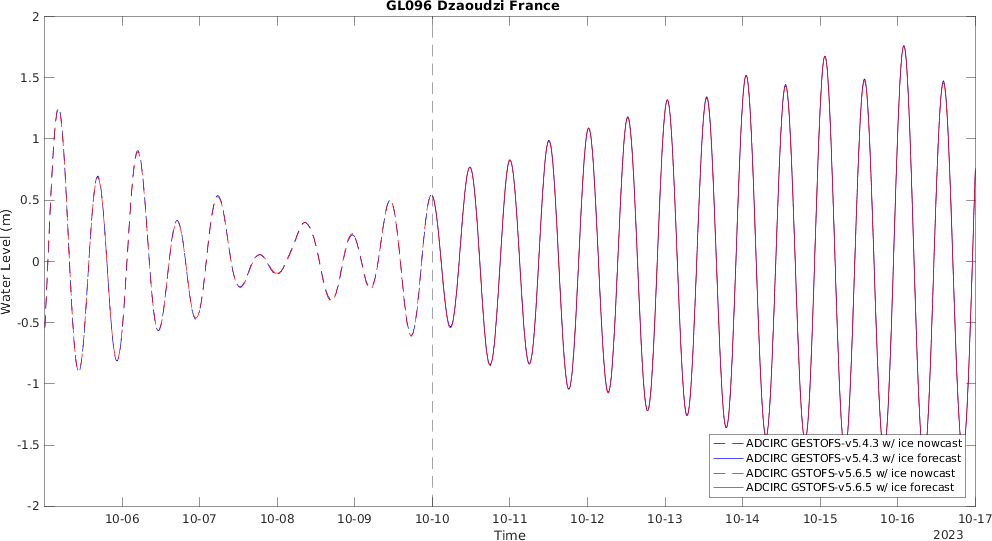 GL096 Dzaoudzi France
2
1.5
1
0.5
0
-0.5
-1
-1.5
-2
Water Level (m)
10-06 10-07 10-08 10-09 10-10 10-11 10-12 10-13 10-14 10-15 10-16 10-17
Time
2023
ADCIRC GESTOFS-v5.4.3 w/ ice nowcast
ADCIRC GESTOFS-v5.4.3 w/ ice forecast
ADCIRC GSTOFS-v5.6.5 w/ ice nowcast
ADCIRC GSTOFS-v5.6.5 w/ ice forecast